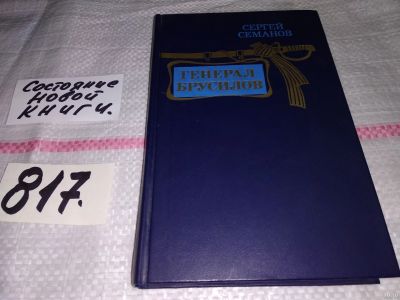 СЕРГЕЙ
СЕМАНОВ
ГЕНЕРАЛ
БРУСИЛОВ
Состояние
новой
книги.
817.